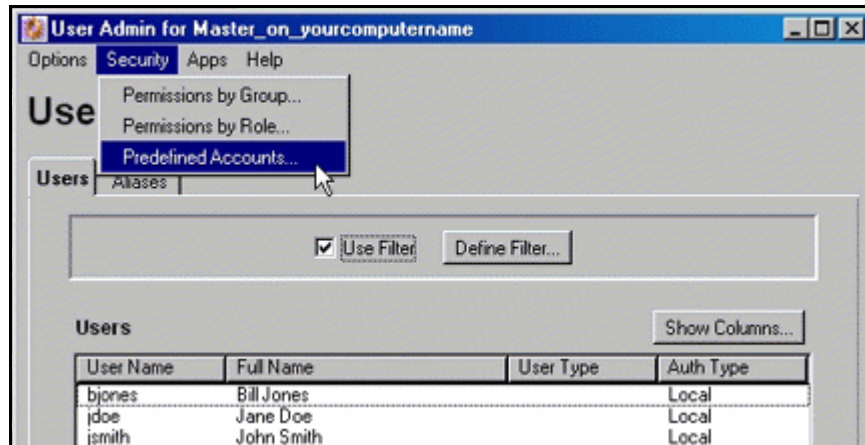 User Admin for Master_on_yourcomputername
Options Security Apps Help
Permissions by Group...
Permissions by Role...
Predefined Accounts...
Use
Users Aliases
Use Filter Define Filter...
Users Show Columns...
User Name Full Name User Type Auth Type
bjones Bill Jones Local
jdoe Jane Doe Local
jsmith John Smith Local